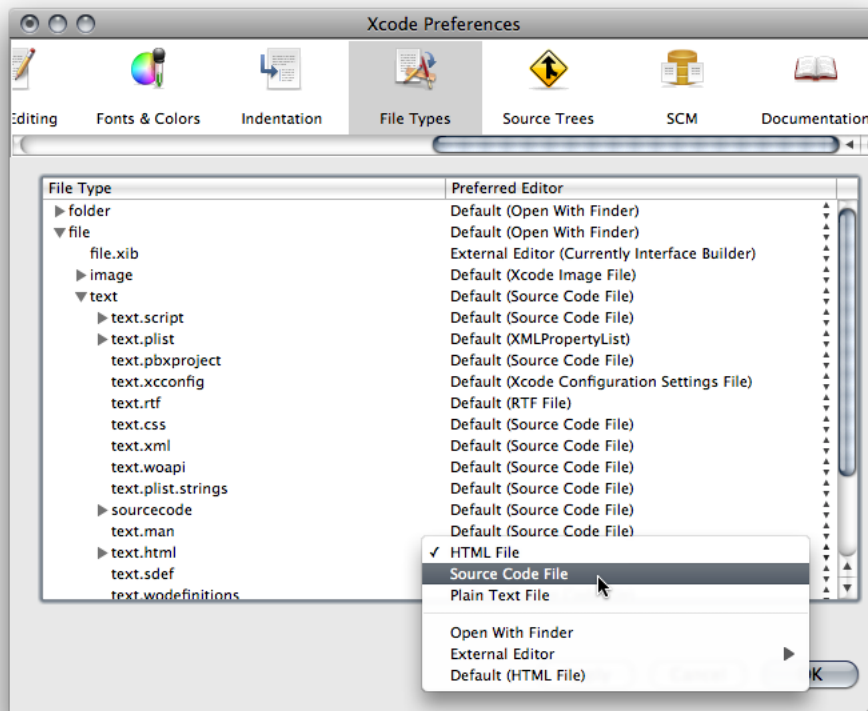 Xcode Preferences
Editing Fonts & Colors Indentation File Types Source Trees SCM Documentation
File Type Preferred Editor
folder Default (Open With Finder)
file Default (Open With Finder)
file.xib External Editor (Currently Interface Builder)
image Default (Xcode Image File)
text Default (Source Code File)
text.script Default (Source Code File)
text.plist Default (XMLPropertyList)
text.pbxproject Default (Source Code File)
text.xcconfig Default (Xcode Configuration Settings File)
text.rtf Default (RTF File)
text.css Default (Source Code File)
text.xml Default (Source Code File)
text.woapi Default (Source Code File)
text.plist.strings Default (Source Code File)
sourcecode Default (Source Code File)
text.man Default (Source Code File)
text.html ✓ HTML File
text.sdef Source Code File
text.wodefinitions Plain Text File
Open With Finder
External Editor
Default (HTML File)
Cancel OK